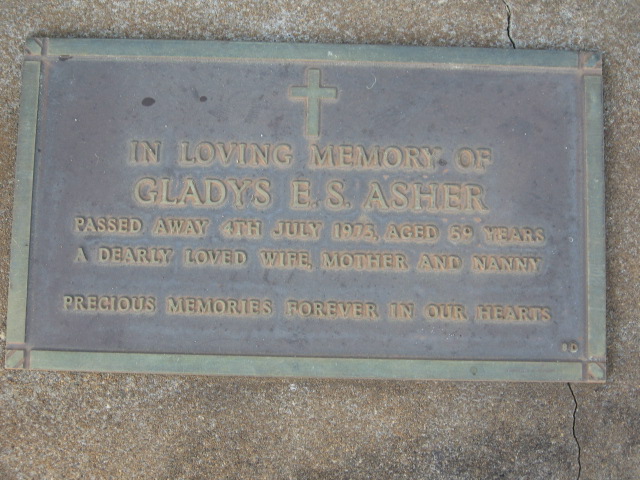 IN LOVING MEMORY OF
GLADYS E. S. ASHER
PASSED AWAY 4TH JULY 1975, AGED 59 YEARS
A DEARLY LOVED WIFE, MOTHER AND NANNY
PRECIOUS MEMORIES FOREVER IN OUR HEARTS